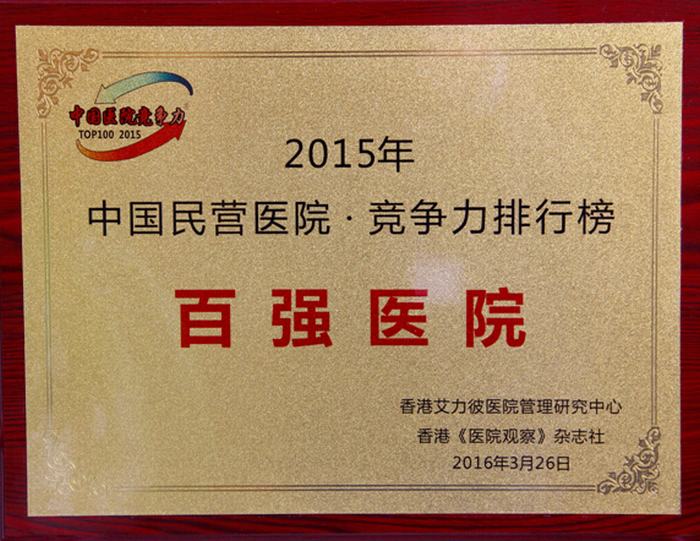 中国医院竞争力
TOP100 2015
2015年
中国民营医院·竞争力排行榜
百强医院
香港艾力彼医院管理研究中心
香港《医院观察》杂志社
2016年3月26日